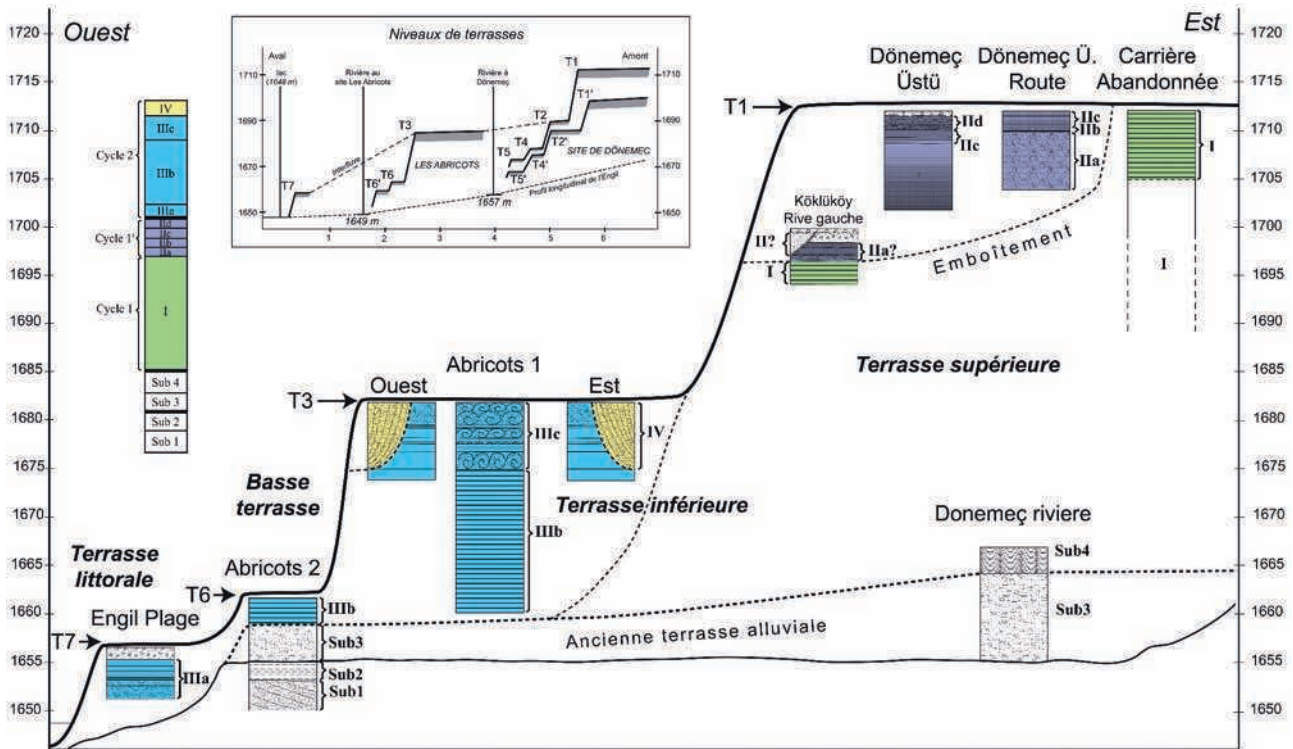 Ouest
Est
1720
1715
1710
1705
1700
1695
1690
1685
1680
1675
1670
1665
1660
1655
1650
IV
IIIc
Cycle 2
IIIb
IIIa
IId
IIc
Cycle 1'
IIb
IIa
Cycle 1
I
Sub 4
Sub 3
Sub 2
Sub 1
Niveaux de terrasses
Aval
lac
(1648 m)
Rivière au
site Les Abricots
Rivière à
Dönemeç
Amont
1710
1690
1670
1650
T1
T1'
T2
T2'
T3
T4
T4'
T5
T5'
T6
T6'
T7
Interfluve
LES ABRICOTS
SITE DE DÖNEMEC
Profil longitudinal de l'Engil
1649 m
1657 m
1710
1690
1670
1650
1
2
3
4
5
6
T1
Dönemeç
Üstü
Dönemeç Ü.
Route
Carrière
Abandonnée
IId
IIc
IIc
IIb
IIa
I
I
Köklüköy
Rive gauche
II?
IIa?
I
Emboîtement
Terrasse supérieure
Abricots 1
Ouest
Est
T3
IIIc
IV
IIIb
Basse
terrasse
Terrasse inférieure
Donemeç riviere
Sub4
Sub3
Terrasse
littorale
Abricots 2
T6
IIIb
Sub3
Sub2
Sub1
Engil Plage
T7
IIIa
Ancienne terrasse alluviale
1720
1715
1710
1705
1700
1695
1690
1685
1680
1675
1670
1665
1660
1655
1650